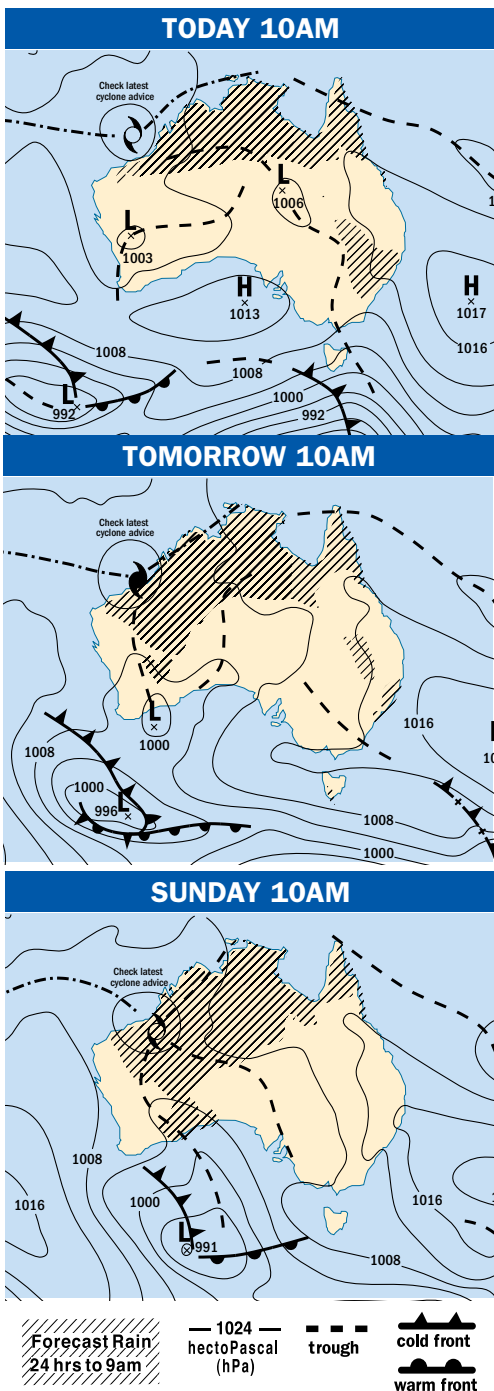 TODAY 10AM
Check latest
cyclone advice
L
1006
L
1003
H
1013
H
1017
1016
1008
1008
1000
992
L
992
TOMORROW 10AM
Check latest
cyclone advice
L
1000
1016
1008
1000
L
996
1008
1000
SUNDAY 10AM
Check latest
cyclone advice
1008
1016
1000
1016
L
991
1008
Forecast Rain
24 hrs to 9am
1024
hectoPascal
(hPa)
trough
cold front
warm front